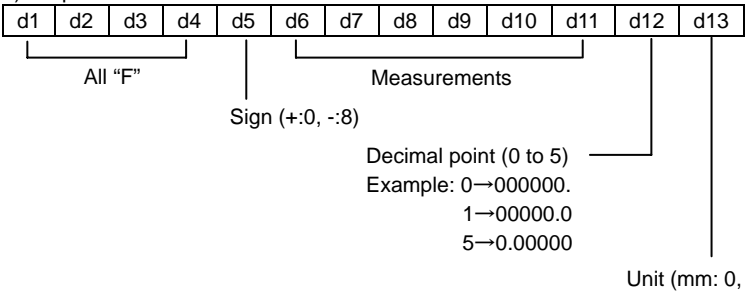 d1 d2 d3 d4 d5 d6 d7 d8 d9 d10 d11 d12 d13
All “F” Measurements
Sign (+:0, -:8)
Decimal point (0 to 5)
Example: 0→000000.
1→00000.0
5→0.00000
Unit (mm: 0,